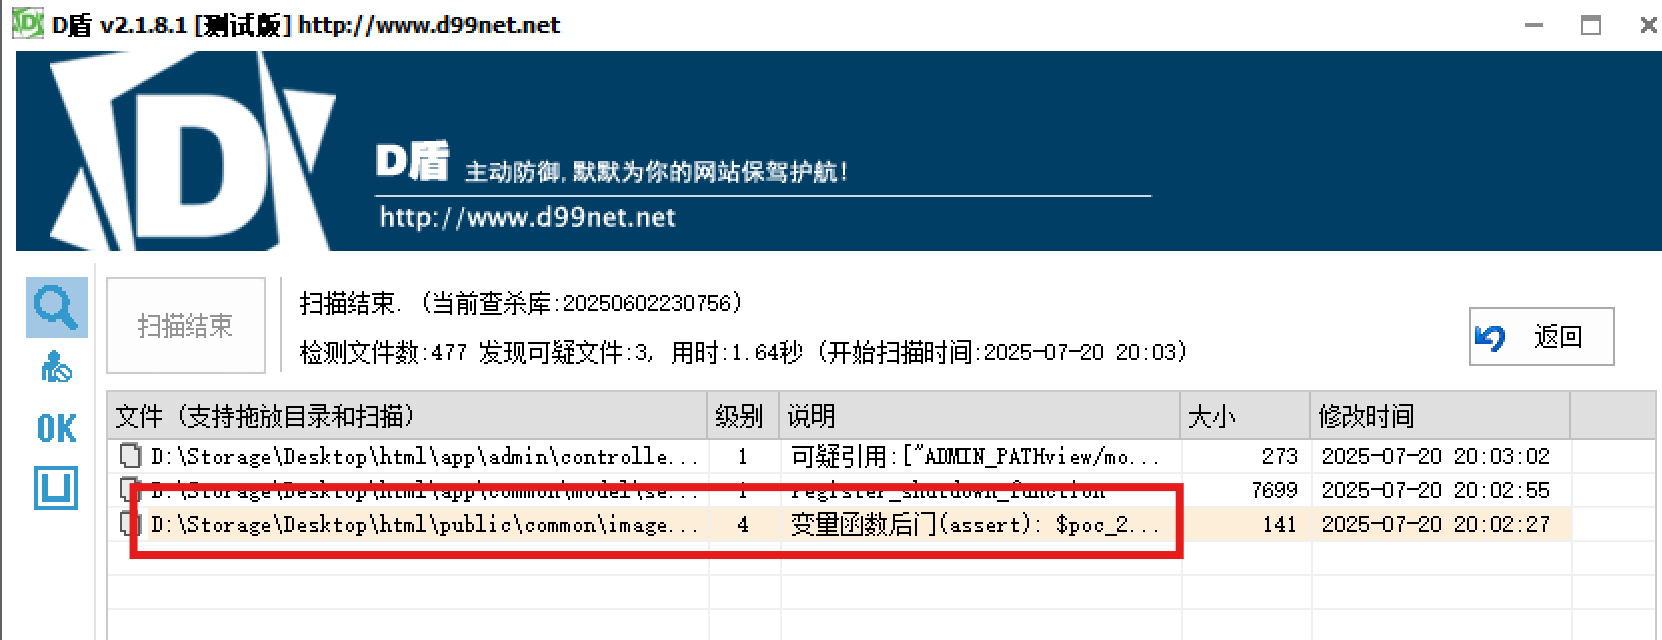 D盾 v2.1.8.1 [测试版] http://www.d99net.net
D盾 主动防御,默默为你的网站保驾护航!
http://www.d99net.net
扫描结束
扫描结束. (当前查杀库:20250602230756)
检测文件数:477 发现可疑文件:3, 用时:1.64秒 (开始扫描时间:2025-07-20 20:03)
返回
OK
文件 (支持拖放目录和扫描) 级别 说明 大小 修改时间
D:\Storage\Desktop\html\app\admin\controlle... 1 可疑引用:["ADMIN_PATHview/mo... 273 2025-07-20 20:03:02
D:\Storage\Desktop\html\app\common\model\se... 1 register_shutdown_function 7699 2025-07-20 20:02:55
D:\Storage\Desktop\html\public\common\image... 4 变量函数后门(assert): $poc_2... 141 2025-07-20 20:02:27